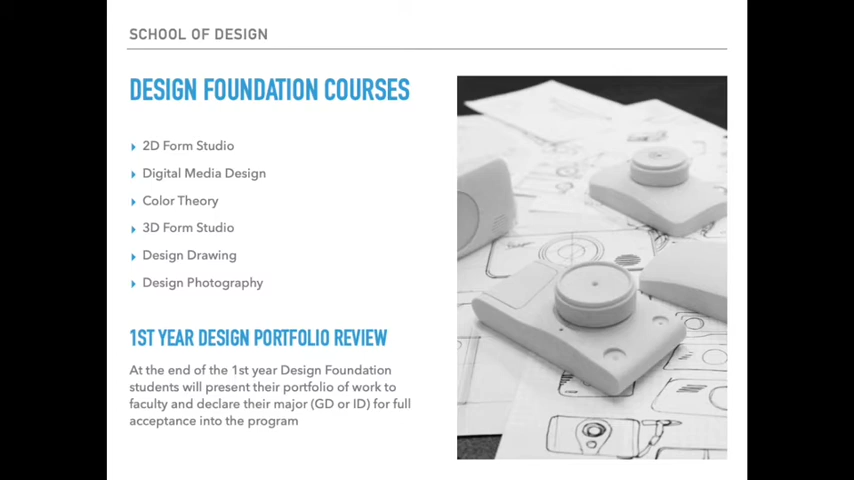 SCHOOL OF DESIGN
DESIGN FOUNDATION COURSES
2D Form Studio
Digital Media Design
Color Theory
3D Form Studio
Design Drawing
Design Photography
1ST YEAR DESIGN PORTFOLIO REVIEW
At the end of the 1st year Design Foundation
students will present their portfolio of work to
faculty and declare their major (GD or ID) for full
acceptance into the program